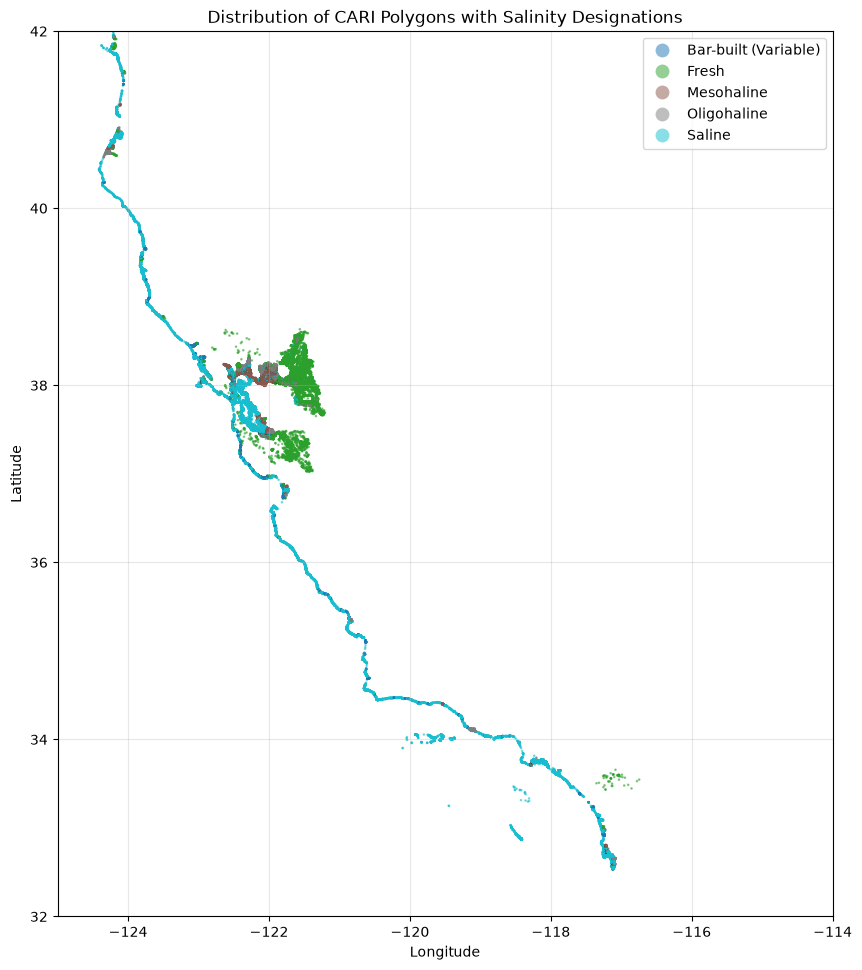 Distribution of CARI Polygons with Salinity Designations
Bar-built (Variable)
Fresh
Mesohaline
Oligohaline
Saline
42
40
38
36
34
32
Latitude
−124
−122
−120
−118
−116
−114
Longitude